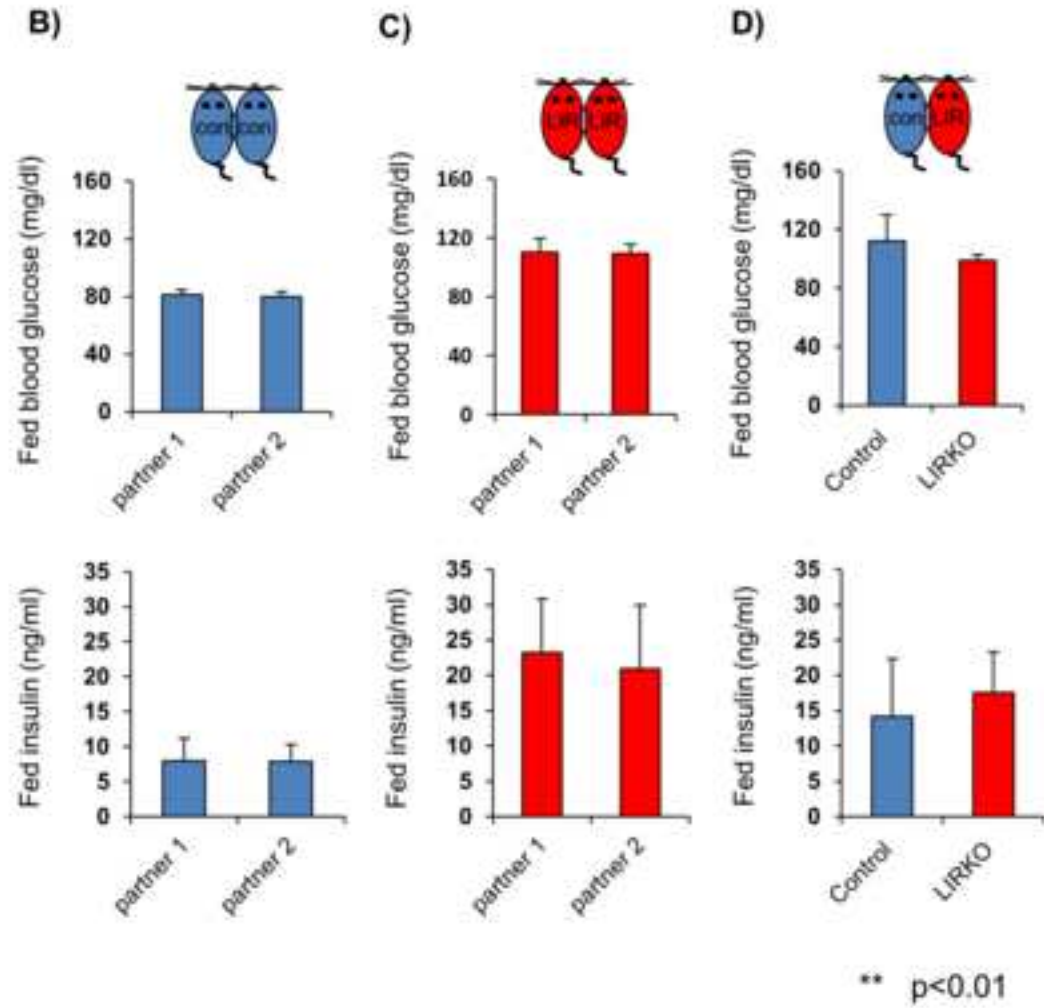 B)
con con
Fed blood glucose (mg/dl)
160
120
80
40
0
partner 1
partner 2
C)
LIR LIR
Fed blood glucose (mg/dl)
160
120
80
40
0
partner 1
partner 2
D)
con LIR
Fed blood glucose (mg/dl)
160
120
80
40
0
Control
LIRKO
Fed insulin (ng/ml)
35
30
25
20
15
10
5
0
partner 1
partner 2
Fed insulin (ng/ml)
35
30
25
20
15
10
5
0
partner 1
partner 2
Fed insulin (ng/ml)
35
30
25
20
15
10
5
0
Control
LIRKO
** p<0.01